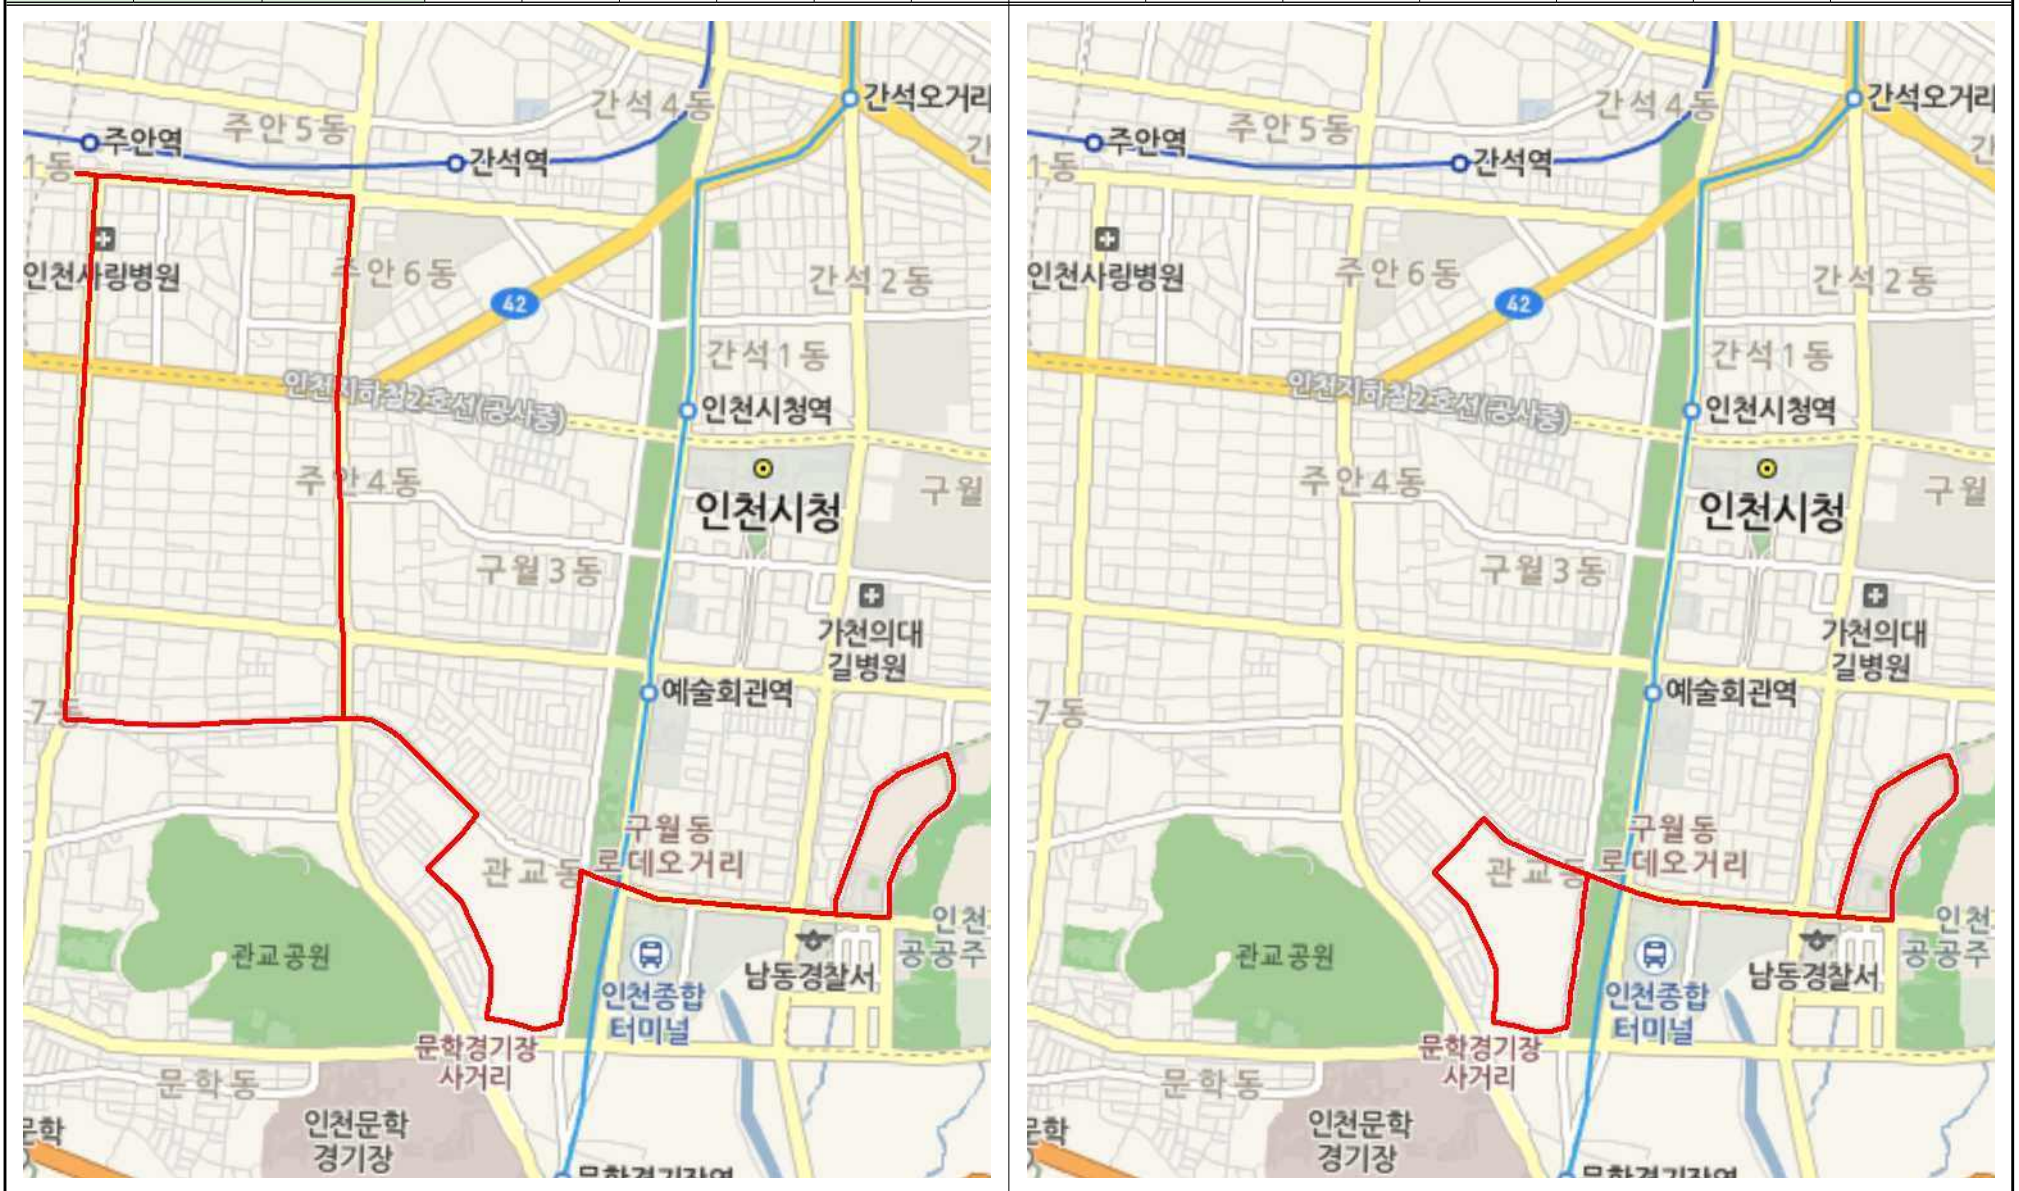 간석4동
간석오거리
주안5동
주안역
간석역
1동
간
인천사랑병원
주안6동
42
간석2동
간석1동
인천지하철2호선(공사중)
인천시청역
주안4동
인천시청
구월
구월3동
가천의대
길병원
예술회관역
7동
구월동
로데오거리
관교동
인천
공공주
관교공원
남동경찰서
인천종합
터미널
문학경기장
사거리
문학동
인천문학
경기장
문학
문학경기장역
간석4동
간석오거리
주안5동
주안역
간석역
1동
간
인천사랑병원
주안6동
42
간석2동
간석1동
인천지하철2호선(공사중)
인천시청역
주안4동
인천시청
구월
구월3동
가천의대
길병원
예술회관역
7동
구월동
로데오거리
관교동
인천
공공주
관교공원
남동경찰서
인천종합
터미널
문학경기장
사거리
문학동
인천문학
경기장
문학
문학경기장역